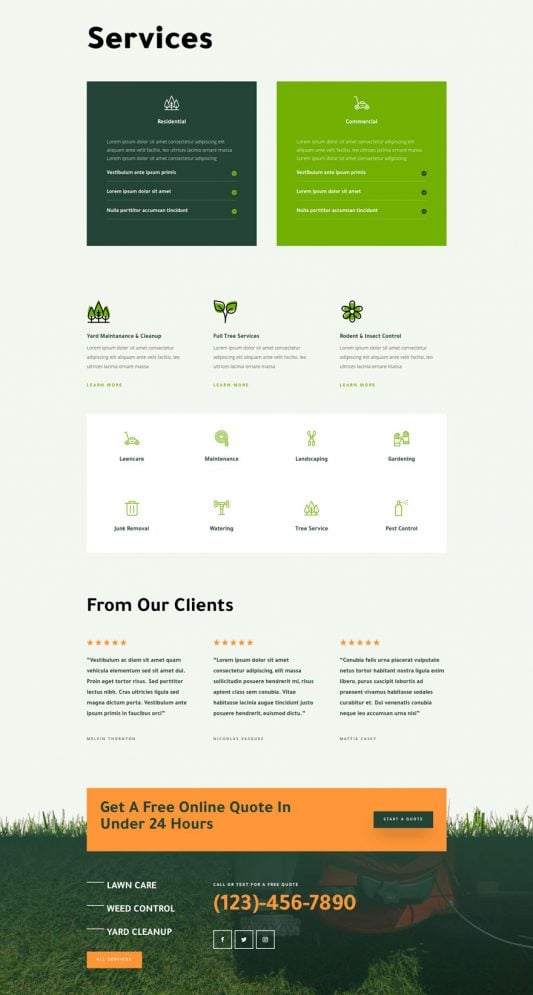 Services
Residential
Lorem ipsum dolor sit amet consectetur adipiscing elit
aliquam ante velit facilisi, leo ultrices ornare massa
Lorem ipsum dolor sit amet consectetur adipiscing
Vestibulum ante ipsum primis
Lorem ipsum dolor sit amet
Nulla porttitor accumsan tincidunt
Commercial
Lorem ipsum dolor sit amet consectetur adipiscing elit
aliquam ante velit facilisi, leo ultrices ornare massa
Lorem ipsum dolor sit amet consectetur adipiscing
Vestibulum ante ipsum primis
Lorem ipsum dolor sit amet
Nulla porttitor accumsan tincidunt
Yard Maintanance & Cleanup
Lorem ipsum dolor sit amet consectetur
adipiscing elit aliquam ante velit facilisi, leo
ultrices ornare massa
LEARN MORE
Full Tree Services
Lorem ipsum dolor sit amet consectetur
adipiscing elit aliquam ante velit facilisi, leo
ultrices ornare massa
LEARN MORE
Rodent & Insect Control
Lorem ipsum dolor sit amet consectetur
adipiscing elit aliquam ante velit facilisi, leo
ultrices ornare massa
LEARN MORE
Lawncare
Maintenance
Landscaping
Gardening
Junk Removal
Watering
Tree Service
Pest Control
From Our Clients
"Vestibulum ac diam sit amet quam
vehicula elementum sed sit amet dui.
Proin eget tortor risus. Sed porttitor
lectus nibh. Cras ultricies ligula sed
magna dictum porta. Vestibulum ante
ipsum primis in faucibus orci"
MELVIN THORNTON
"Lorem ipsum dolor sit amet
consectetur adipiscing, etiam massa
sollicitudin posuere hendrerit mi, risus
aptent class sem conubia. Vitae
habitasse lacinia augue tincidunt justo
posuere hendrerit, euismod dictu."
NICHOLAS VASQUEZ
"Conubia felis urna placerat vulputate
netus tortor habitant nostra ligula enim
libero, purus suscipit lobortis ad
praesent vivamus habitasse sodales
curabitur et. Dui venenatis conubia
neque leo accumsan urna nisl"
MATTIE CASEY
Get A Free Online Quote In
Under 24 Hours
START A QUOTE
LAWN CARE
WEED CONTROL
YARD CLEANUP
ALL SERVICES
CALL OR TEXT FOR A FREE QUOTE
(123)-456-7890